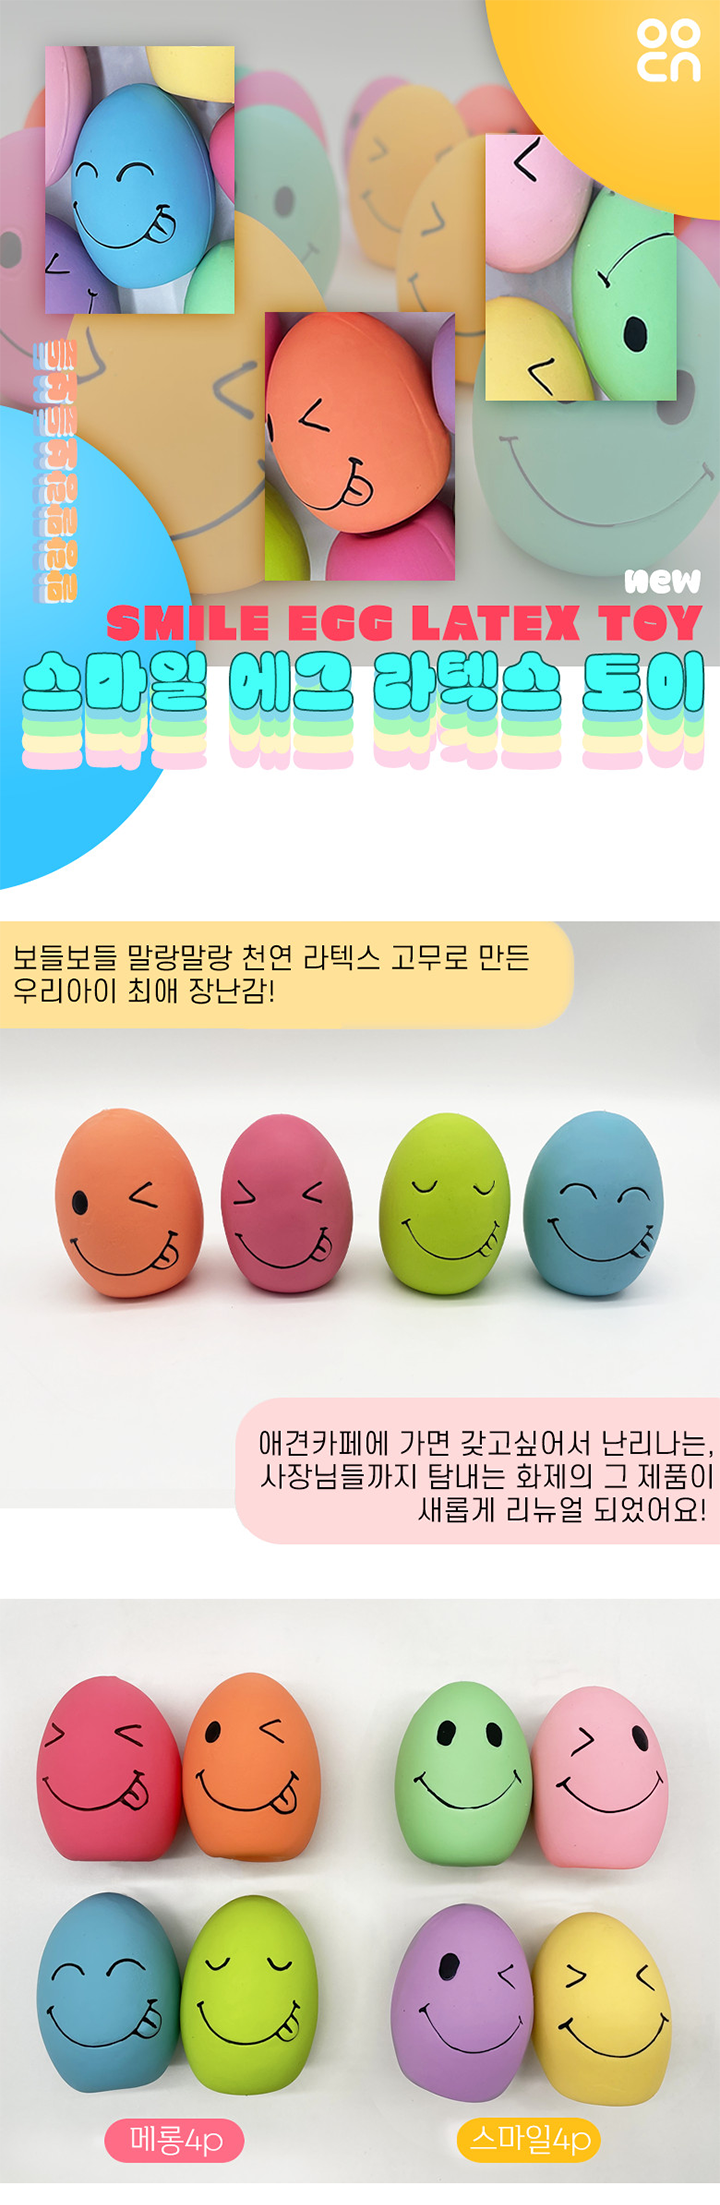 new
SMILE EGG LATEX TOY
스마일 에그 라텍스 토이
보들보들 말랑말랑 천연 라텍스 고무로 만든
우리아이 최애 장난감!
애견카페에 가면 갖고싶어서 난리나는,
사장님들까지 탐내는 화제의 그 제품이
새롭게 리뉴얼 되었어요!
메롱4p
스마일4p